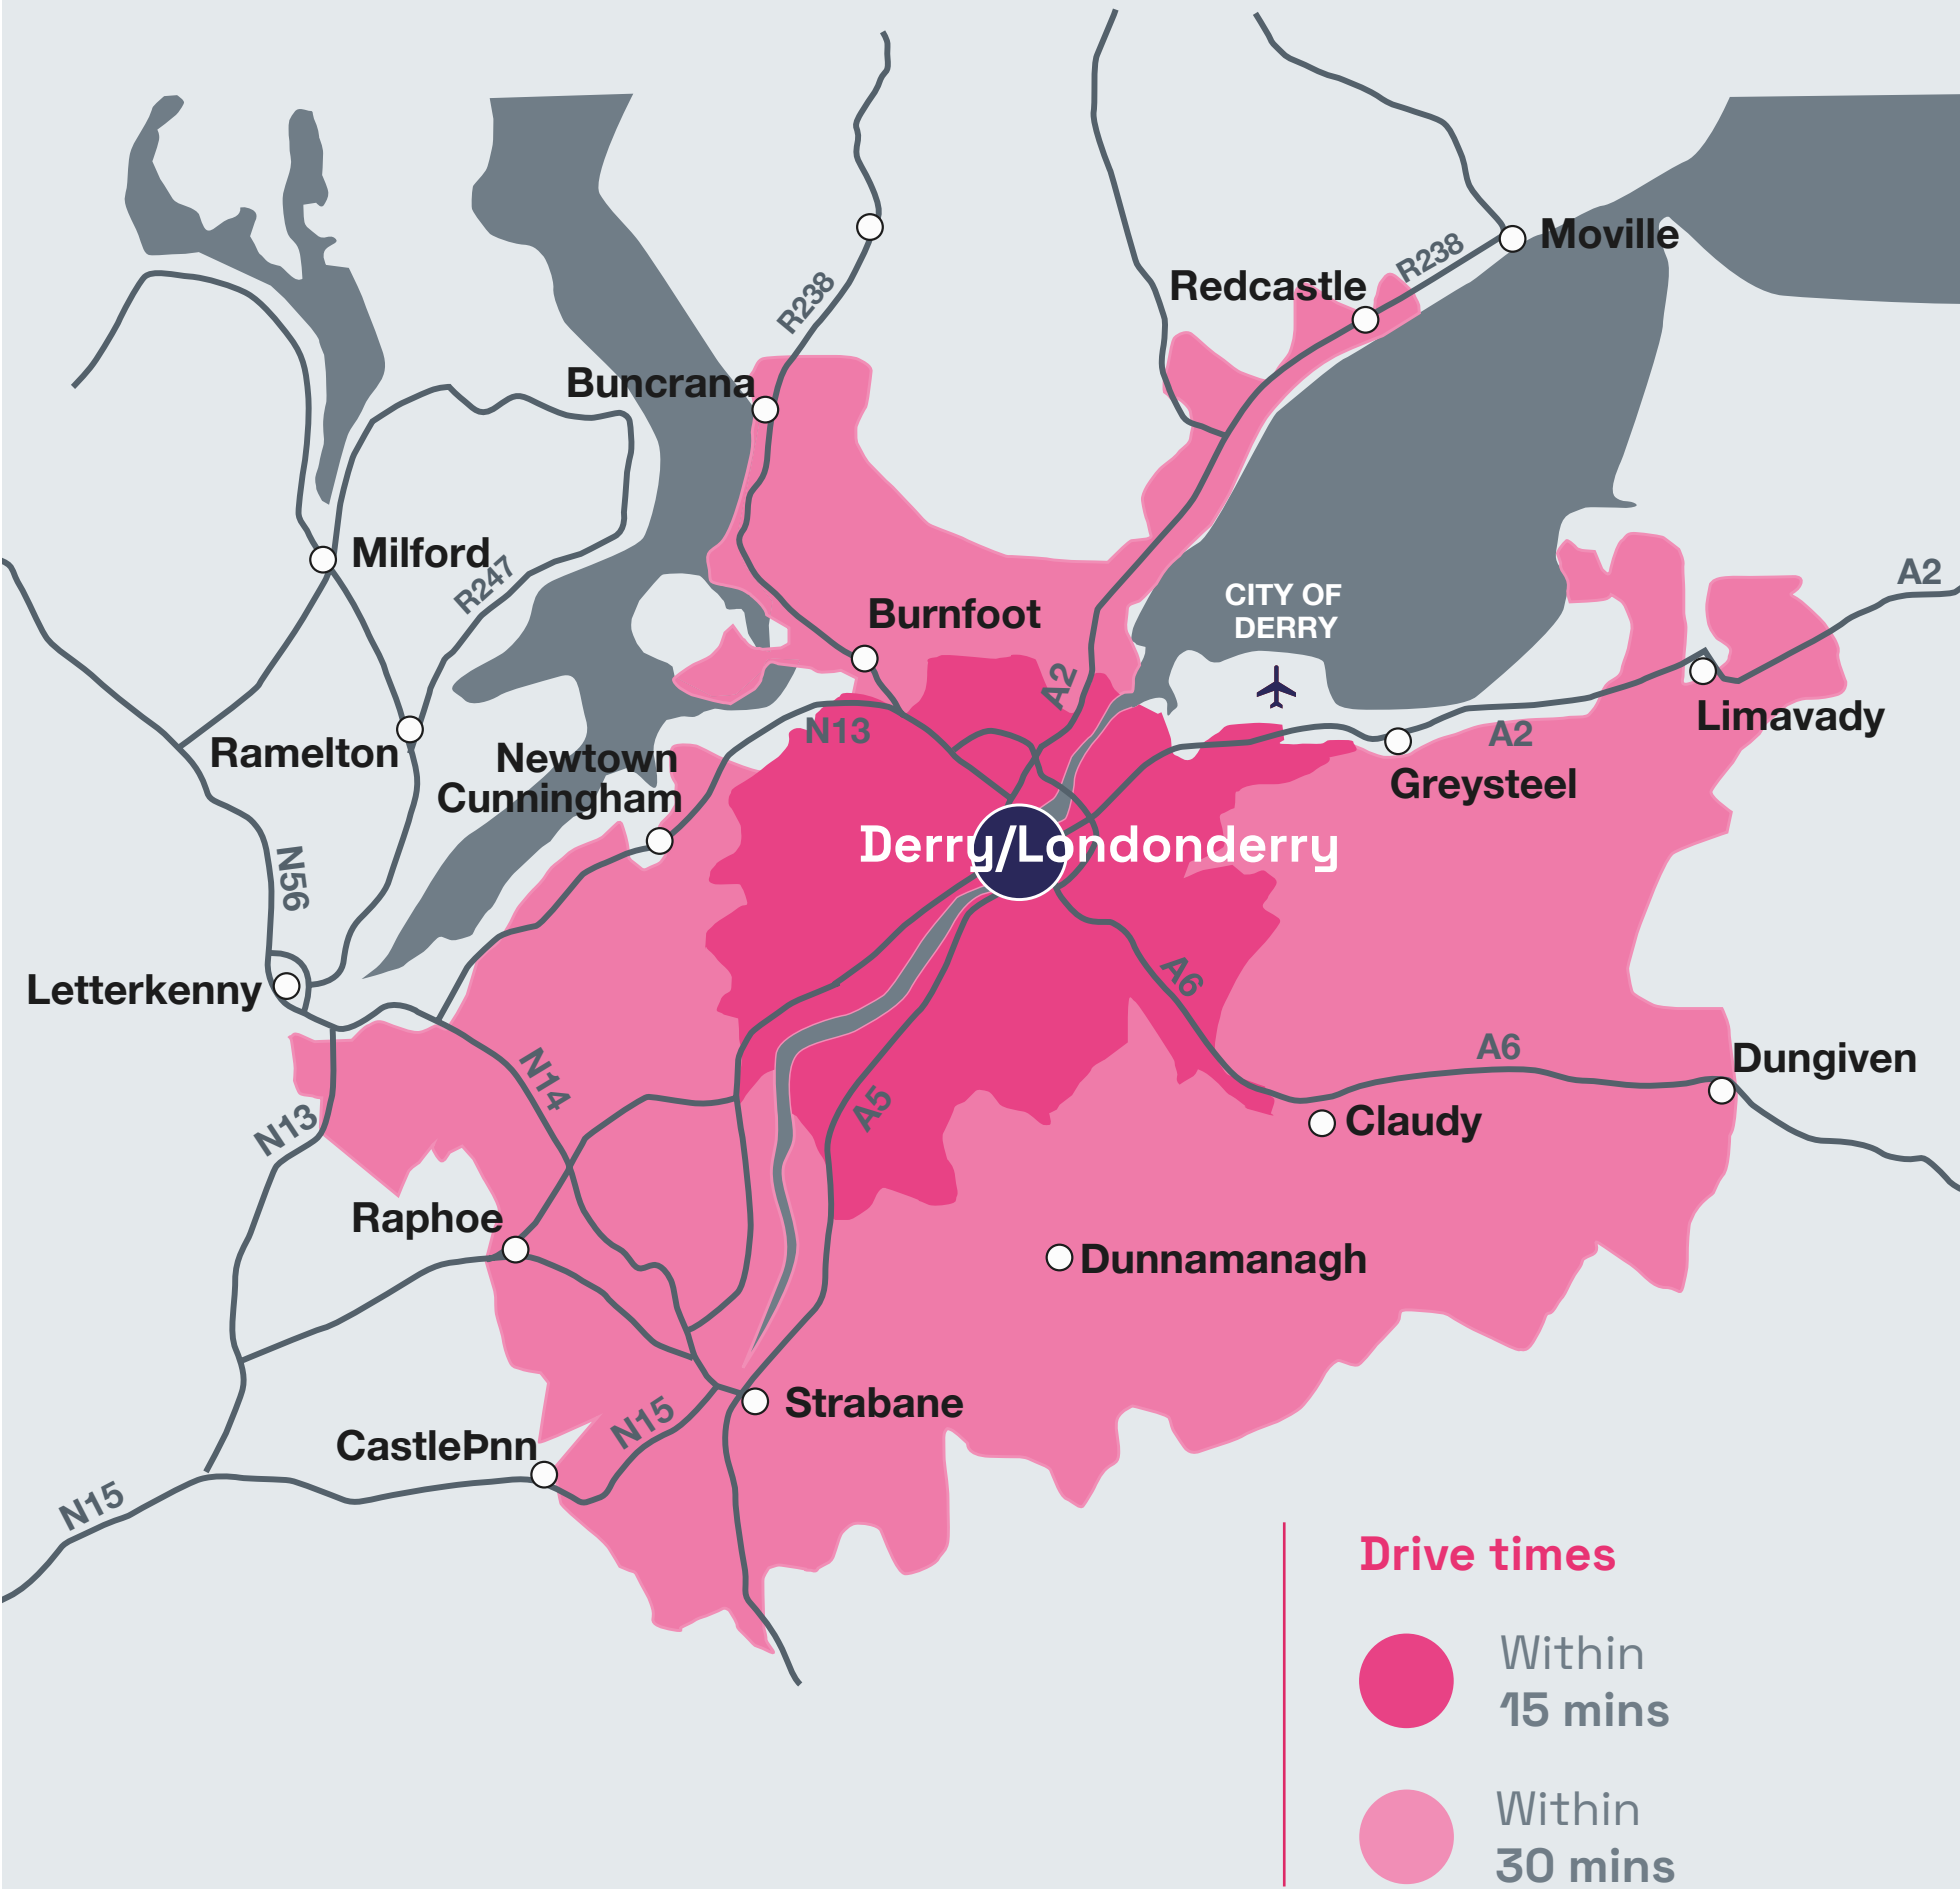 Moville
R238
Redcastle
R238
Buncrana
Milford
R247
A2
CITY OF
DERRY
Burnfoot
A2
Limavady
N13
A2
Ramelton
Newtown
Cunningham
Greysteel
Derry/Londonderry
N56
A6
Letterkenny
A6
Dungiven
N14
N13
A5
Claudy
Raphoe
Dunnamanagh
Strabane
N15
CastleÞnn
N15
Drive times
Within
15 mins
Within
30 mins